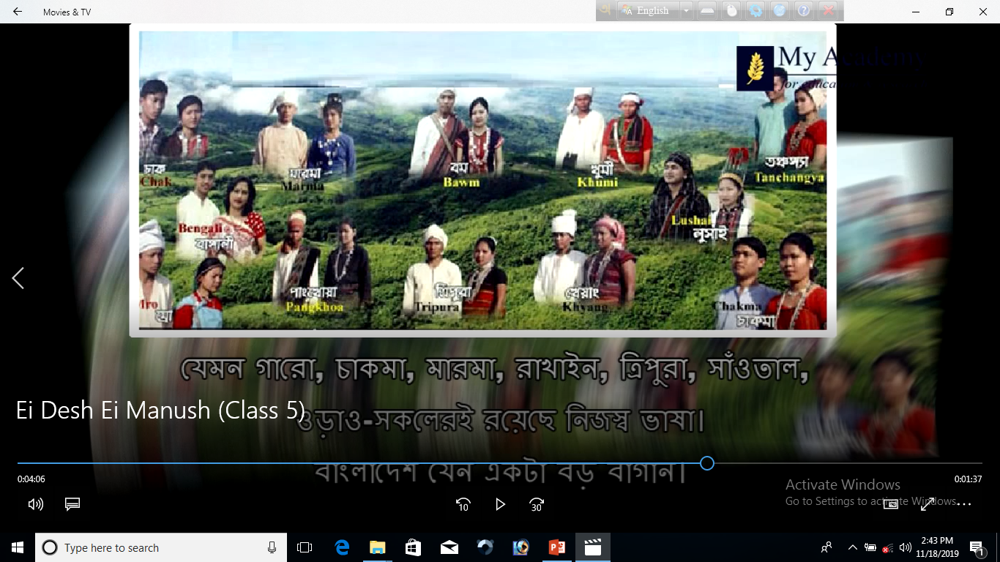 Movies & TV
English
My Academy
for educa
চাক
Chak
মারমা
Marma
বম
Bawm
খুমী
Khumi
তঞ্চঙ্গ্যা
Tanchangya
Bengali
বাঙ্গালী
Lushai
লুসাই
Mro
ম্রো
পাংখোয়া
Pangkhoa
ত্রিপুরা
Tripura
খেয়াং
Khyang
Chakma
চাকমা
যেমন গারো, চাকমা, মারমা, রাখাইন, ত্রিপুরা, সাঁওতাল,
Ei Desh Ei Manush (Class 5)
ওড়াও-সকলেরই রয়েছে নিজস্ব ভাষা।
বাংলাদেশ যেন একটা বড় বাগান।
0:04:06
0:01:37
Activate Windows
Go to Settings to activate Windows.
10
30
Type here to search
2:43 PM
11/18/2019
1